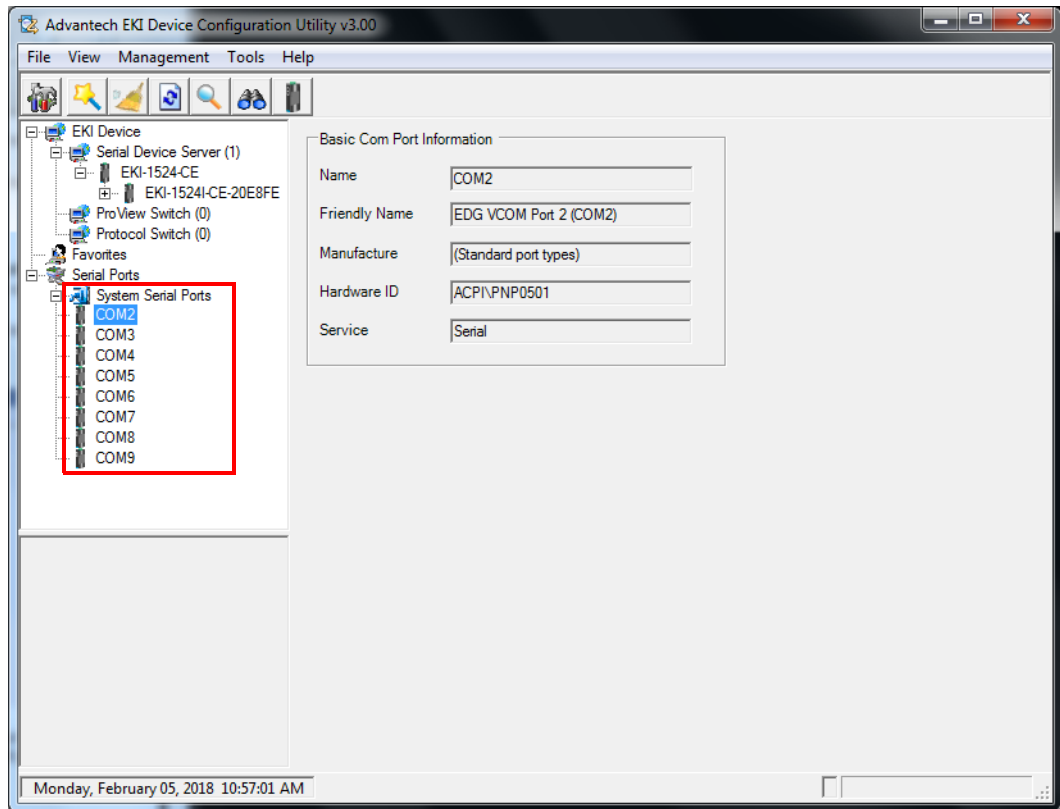 Advantech EKI Device Configuration Utility v3.00
File View Management Tools Help
EKI Device
Serial Device Server (1)
EKI-1524-CE
EKI-1524I-CE-20E8FE
ProView Switch (0)
Protocol Switch (0)
Favorites
Serial Ports
System Serial Ports
COM2
COM3
COM4
COM5
COM6
COM7
COM8
COM9
Basic Com Port Information
Name COM2
Friendly Name EDG VCOM Port 2 (COM2)
Manufacture (Standard port types)
Hardware ID ACPI\PNP0501
Service Serial
Monday, February 05, 2018 10:57:01 AM